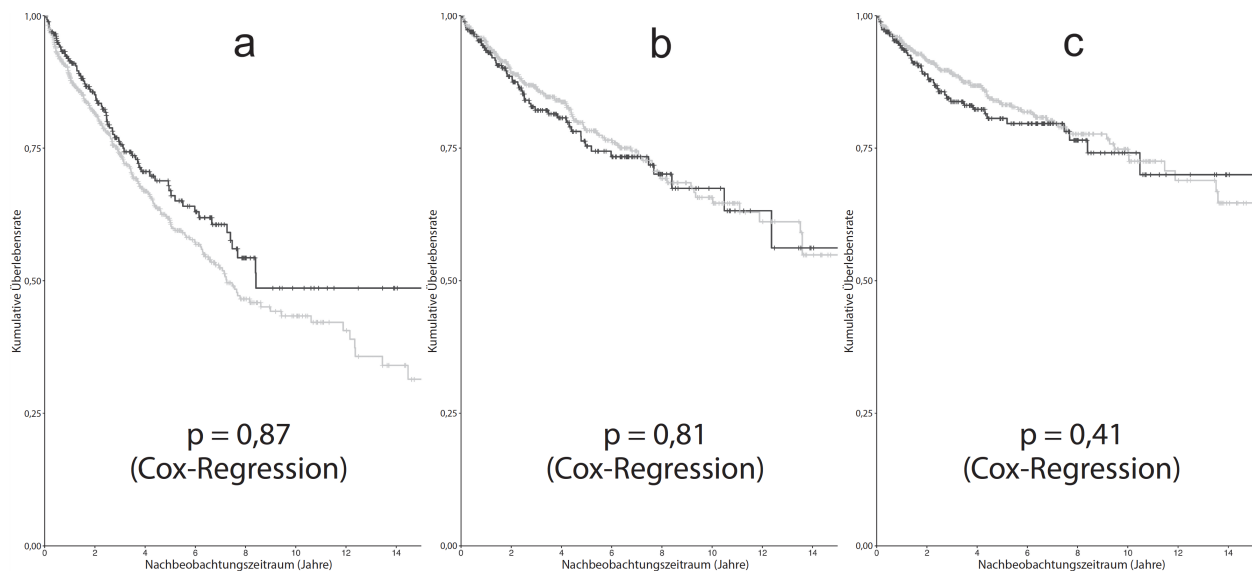 a
Kumulative Überlebensrate
1,00
0,75
0,50
0,25
0,00
p = 0,87
(Cox-Regression)
0 2 4 6 8 10 12 14
Nachbeobachtungszeitraum (Jahre)
b
Kumulative Überlebensrate
1,00
0,75
0,50
0,25
0,00
p = 0,81
(Cox-Regression)
0 2 4 6 8 10 12 14
Nachbeobachtungszeitraum (Jahre)
c
Kumulative Überlebensrate
1,00
0,75
0,50
0,25
0,00
p = 0,41
(Cox-Regression)
0 2 4 6 8 10 12 14
Nachbeobachtungszeitraum (Jahre)